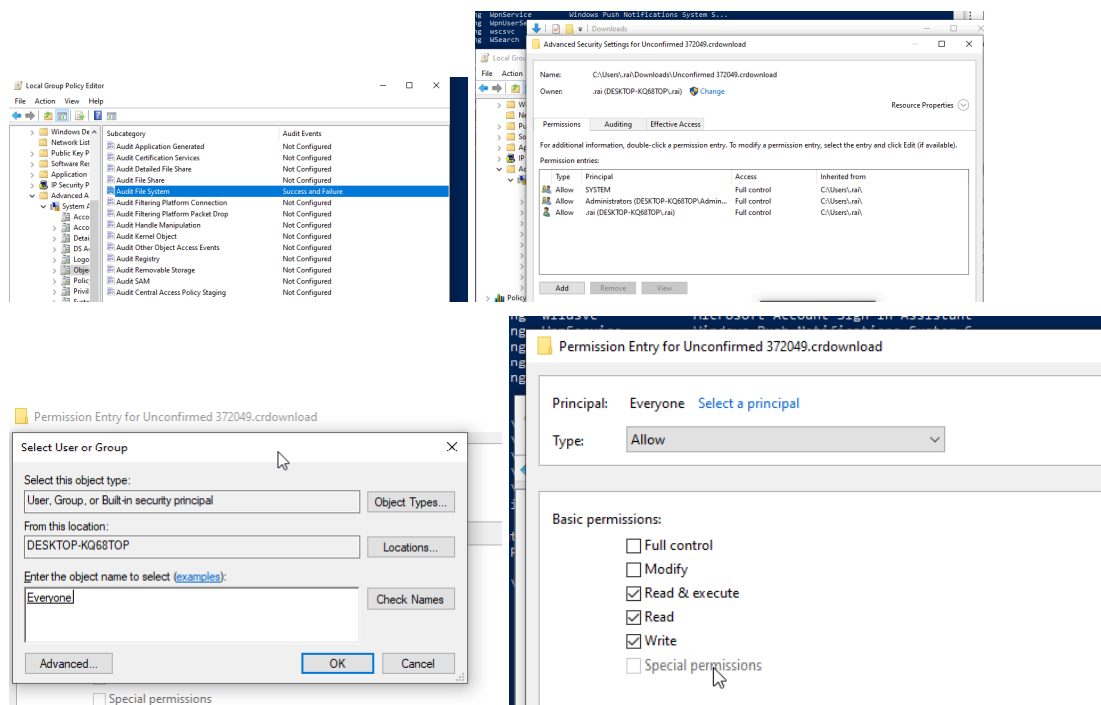 Local Group Policy Editor
File Action View Help
Windows De
Network List
Public Key P
Software Res
Application
IP Security P
Advanced A
System A
Acco
Acco
Detai
DS A
Logo
Obje
Polic
Privil
Subcategory Audit Events
Audit Application Generated Not Configured
Audit Certification Services Not Configured
Audit Detailed File Share Not Configured
Audit File Share Not Configured
Audit File System Success and Failure
Audit Filtering Platform Connection Not Configured
Audit Filtering Platform Packet Drop Not Configured
Audit Handle Manipulation Not Configured
Audit Kernel Object Not Configured
Audit Other Object Access Events Not Configured
Audit Registry Not Configured
Audit Removable Storage Not Configured
Audit SAM Not Configured
Audit Central Access Policy Staging Not Configured
ng WpnService Windows Push Notifications System S...
ng WpnUserSe
ng wscsvc
ng WSearch
Downloads
Local Grou
File Action
Policy
Advanced Security Settings for Unconfirmed 372049.crdownload
Name: C:\Users\.rai\Downloads\Unconfirmed 372049.crdownload
Owner: .rai (DESKTOP-KQ68TOP\.rai) Change
Resource Properties
Permissions Auditing Effective Access
For additional information, double-click a permission entry. To modify a permission entry, select the entry and click Edit (if available).
Permission entries:
Type Principal Access Inherited from
Allow SYSTEM Full control C:\Users\.rai\
Allow Administrators (DESKTOP-KQ68TOP\Admin... Full control C:\Users\.rai\
Allow .rai (DESKTOP-KQ68TOP\.rai) Full control C:\Users\.rai\
Add Remove View
Permission Entry for Unconfirmed 372049.crdownload
Select User or Group
Select this object type:
User, Group, or Built-in security principal Object Types...
From this location:
DESKTOP-KQ68TOP Locations...
Enter the object name to select (examples):
Everyone Check Names
Advanced... OK Cancel
Special permissions
Permission Entry for Unconfirmed 372049.crdownload
Principal: Everyone Select a principal
Type: Allow
Basic permissions:
Full control
Modify
Read & execute
Read
Write
Special permissions